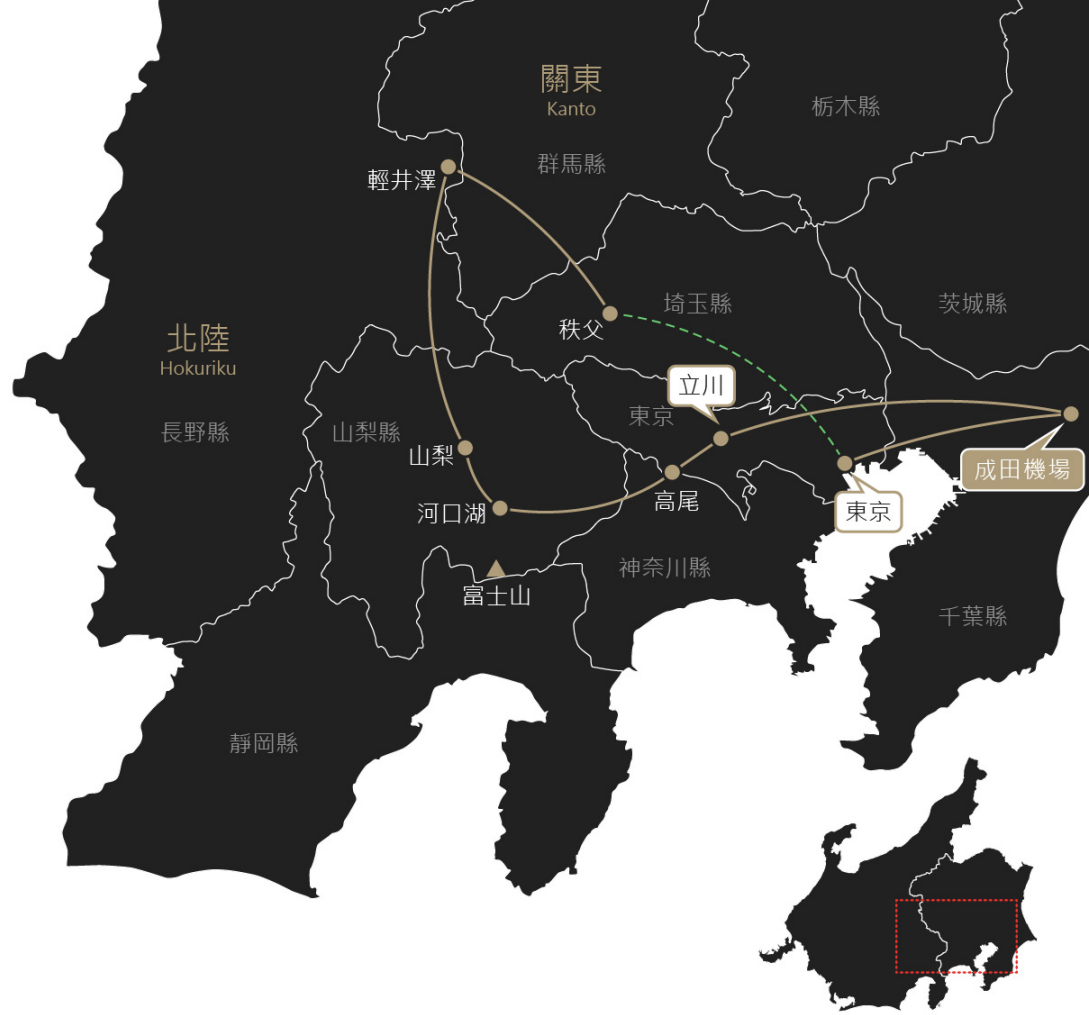 關東
Kanto
栃木縣
群馬縣
輕井澤
埼玉縣
茨城縣
秩父
北陸
Hokuriku
立川
長野縣
山梨縣
東京
山梨
成田機場
高尾
河口湖
東京
神奈川縣
富士山
千葉縣
靜岡縣